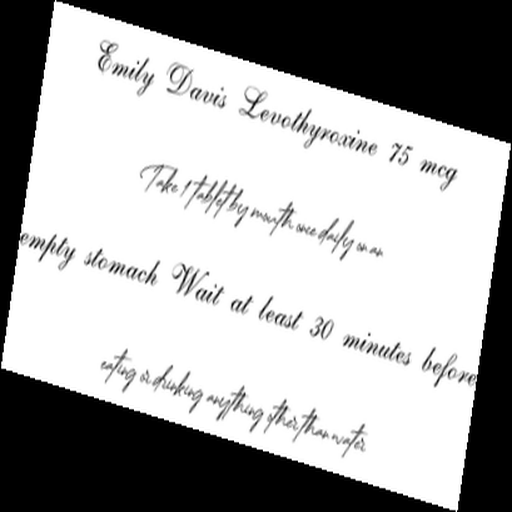 Emily Davis Levothyroxine 75 mcg
Take 1 tablet by mouth once daily on an
empty stomach Wait at least 30 minutes before
eating or drinking anything other than water